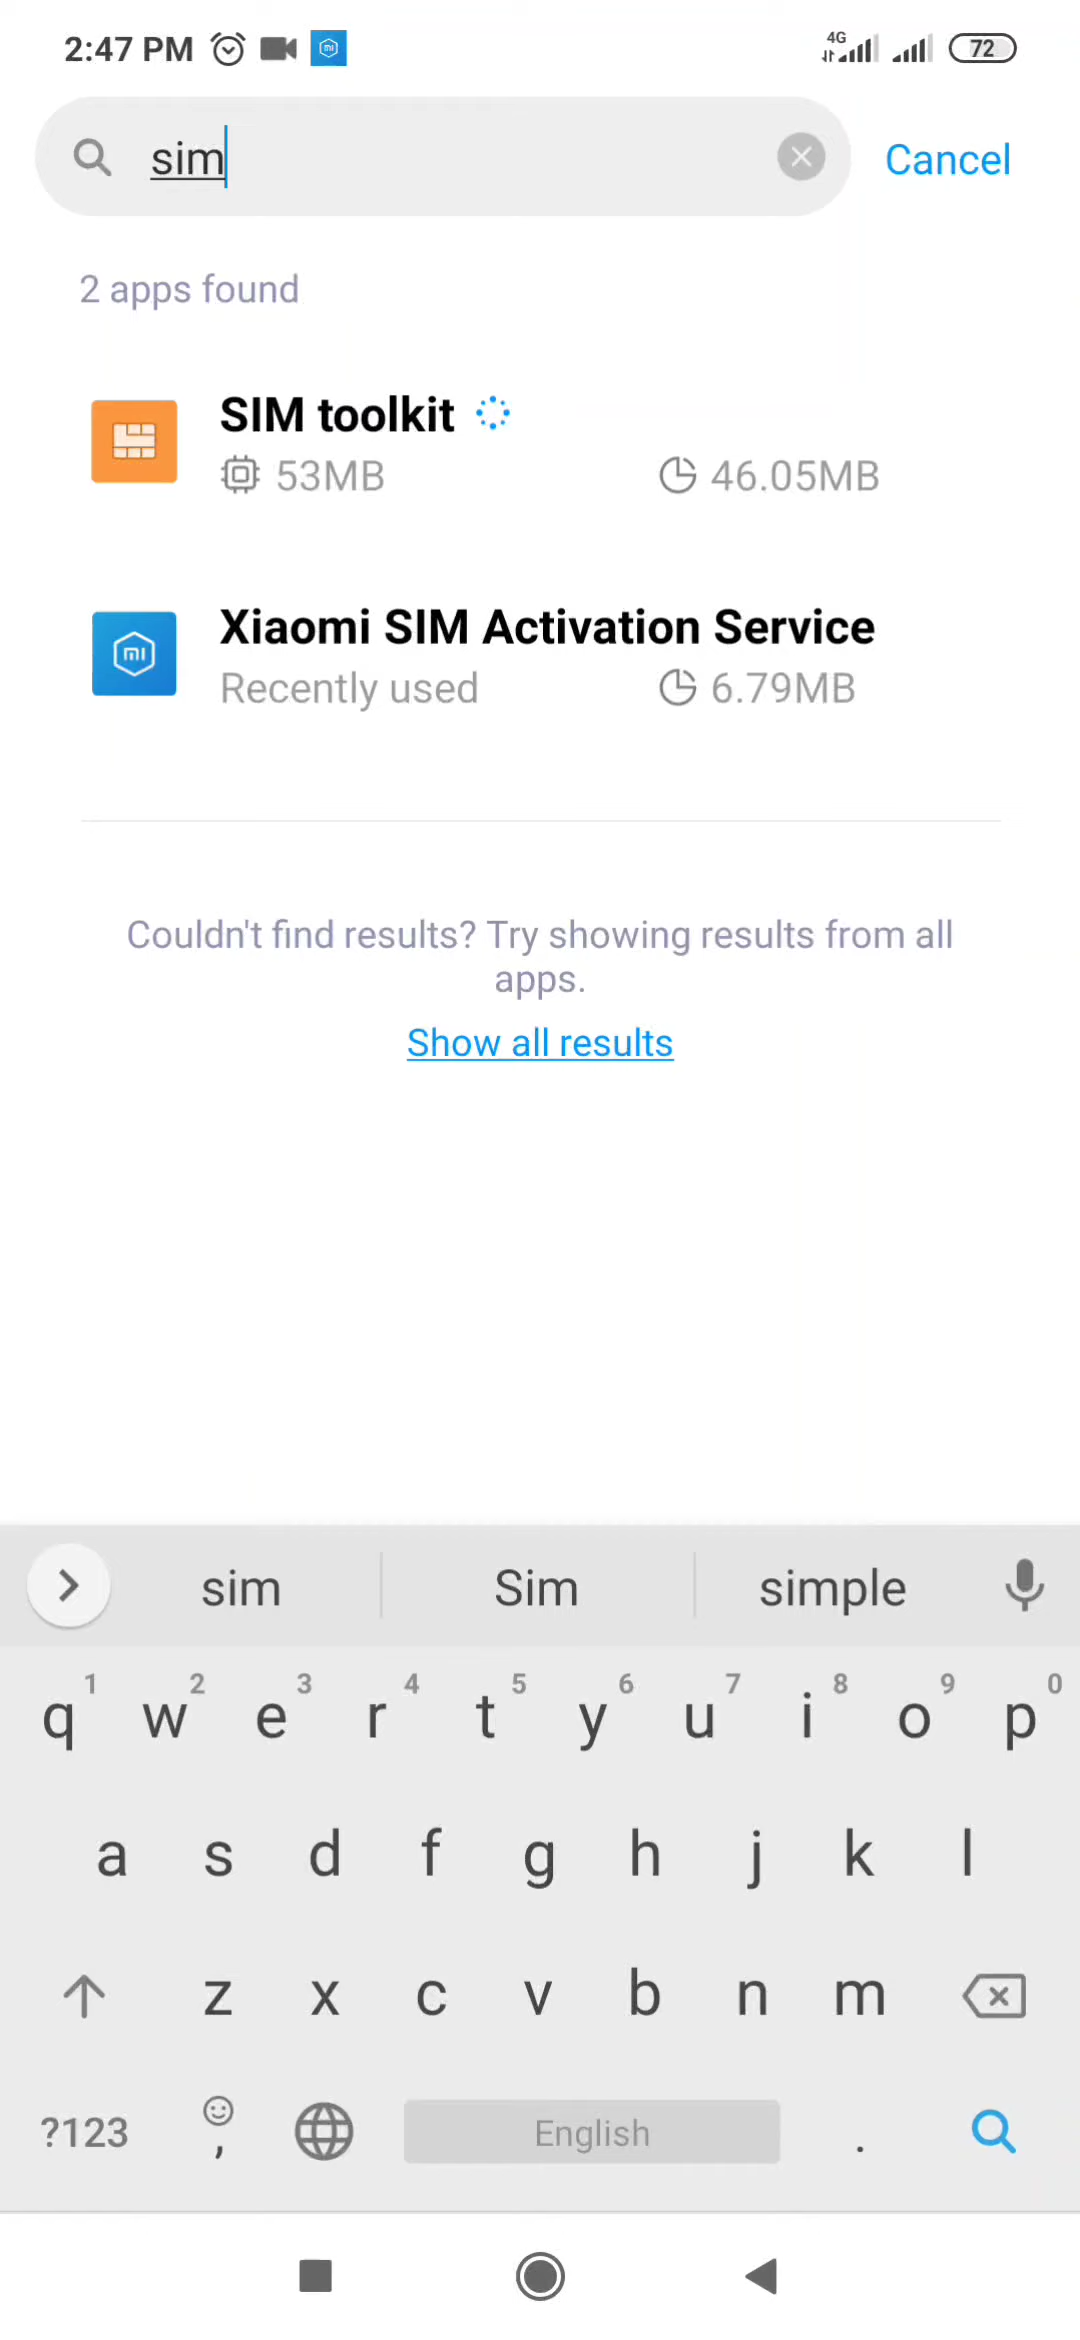 2:47 PM 4G 72
sim Cancel
2 apps found
SIM toolkit
53MB 46.05MB
Xiaomi SIM Activation Service
Recently used 6.79MB
Couldn't find results? Try showing results from all
apps.
Show all results
sim Sim simple
1 2 3 4 5 6 7 8 9 0
q w e r t y u i o p
a s d f g h j k l
z x c v b n m
?123 , English .